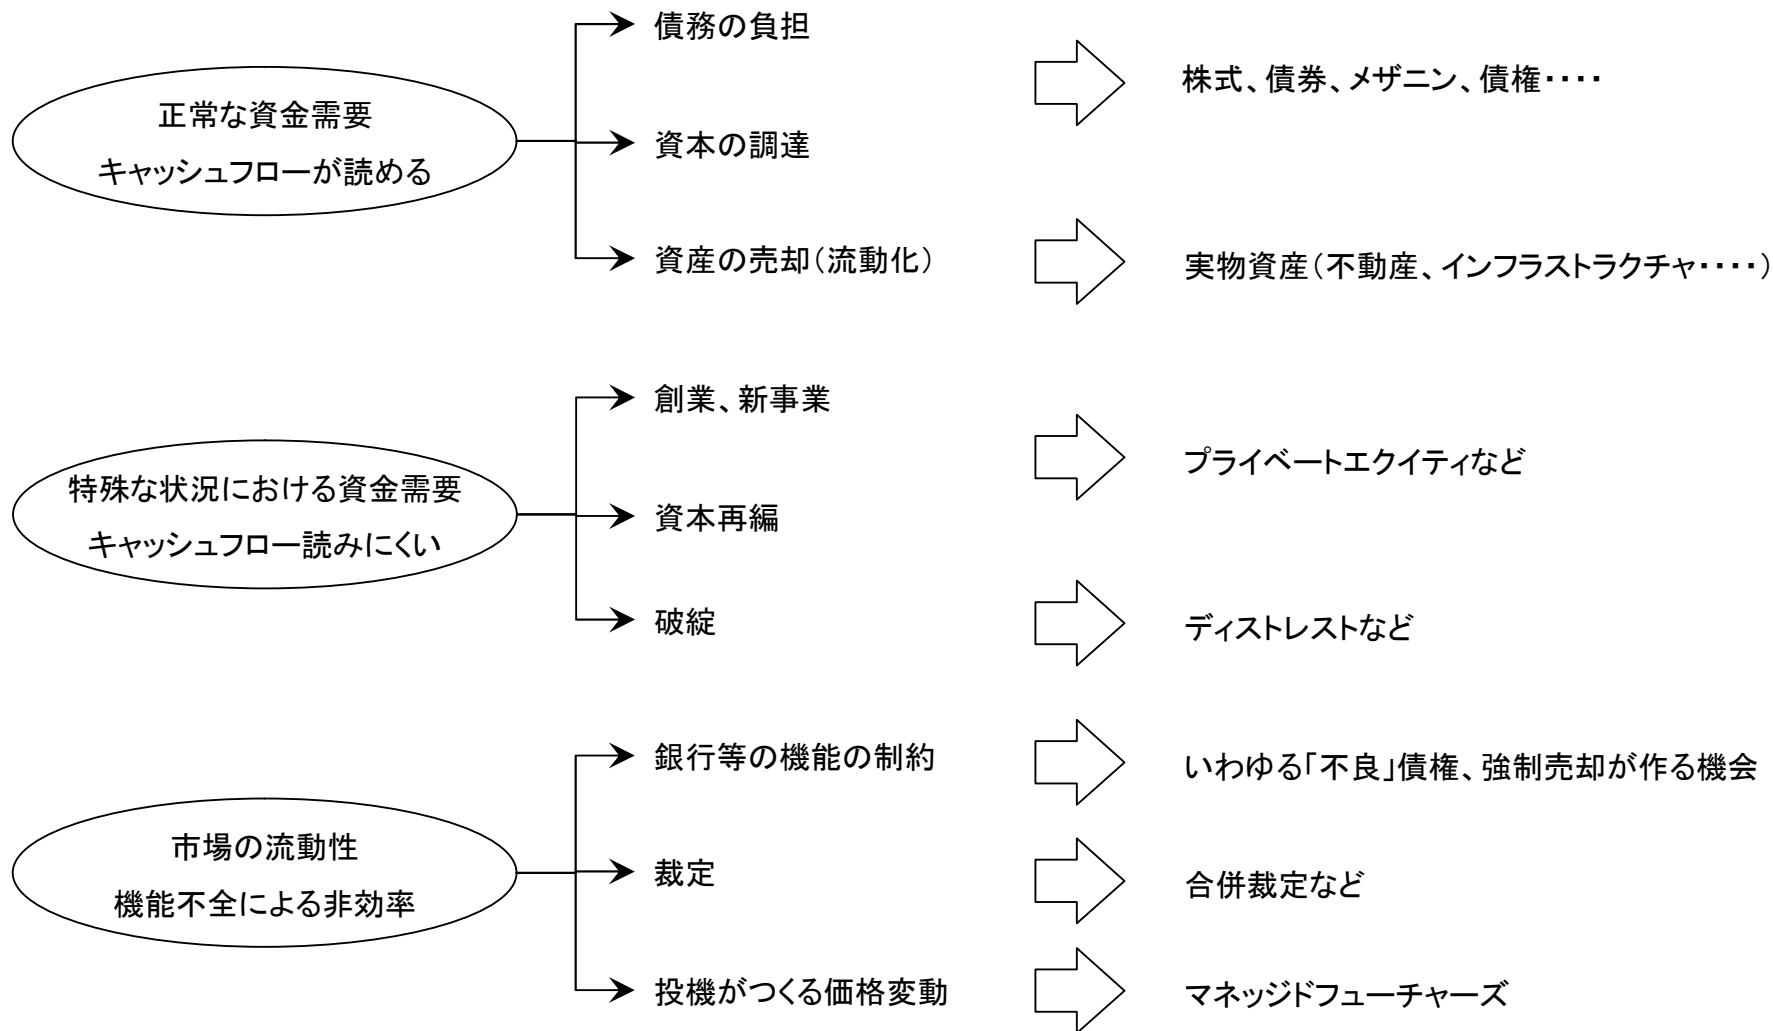 正常な資金需要
キャッシュフローが読める
債務の負担
資本の調達
資産の売却（流動化）
株式、債券、メザニン、債権・・・・
実物資産（不動産、インフラストラクチャ・・・・）
特殊な状況における資金需要
キャッシュフロー読みにくい
創業、新事業
資本再編
破綻
プライベートエクイティなど
ディストレストなど
市場の流動性
機能不全による非効率
銀行等の機能の制約
裁定
投機がつくる価格変動
いわゆる「不良」債権、強制売却が作る機会
合併裁定など
マネッジドフューチャーズ